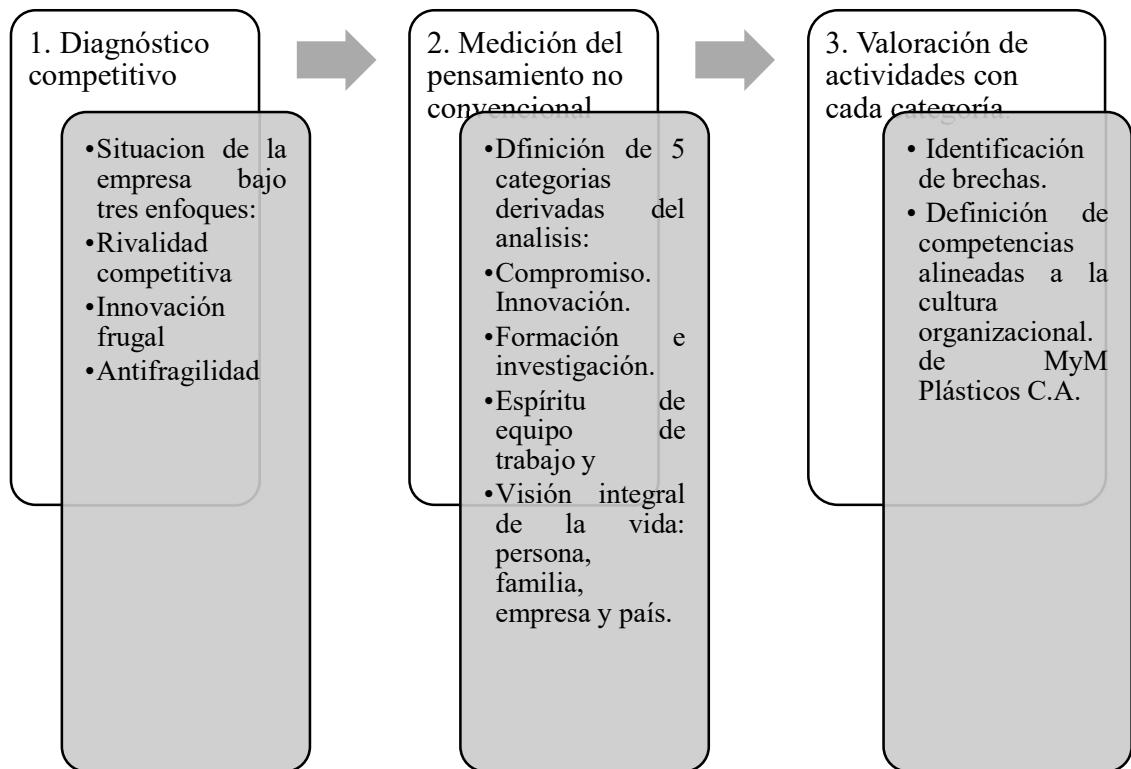 1. Diagnóstico
competitivo
•Situacion de la
empresa bajo
tres enfoques:
•Rivalidad
competitiva
•Innovación
frugal
•Antifragilidad
2. Medición del
pensamiento no
convencional
•Dfinición de 5
categorias
derivadas del
analisis:
•Compromiso.
Innovación.
•Formación e
investigación.
•Espíritu de
equipo de
trabajo y
•Visión integral
de la vida:
persona,
familia,
empresa y país.
3. Valoración de
actividades con
cada categoría.
• Identificación
de brechas.
• Definición de
competencias
alineadas a la
cultura
organizacional.
de MyM
Plásticos C.A.